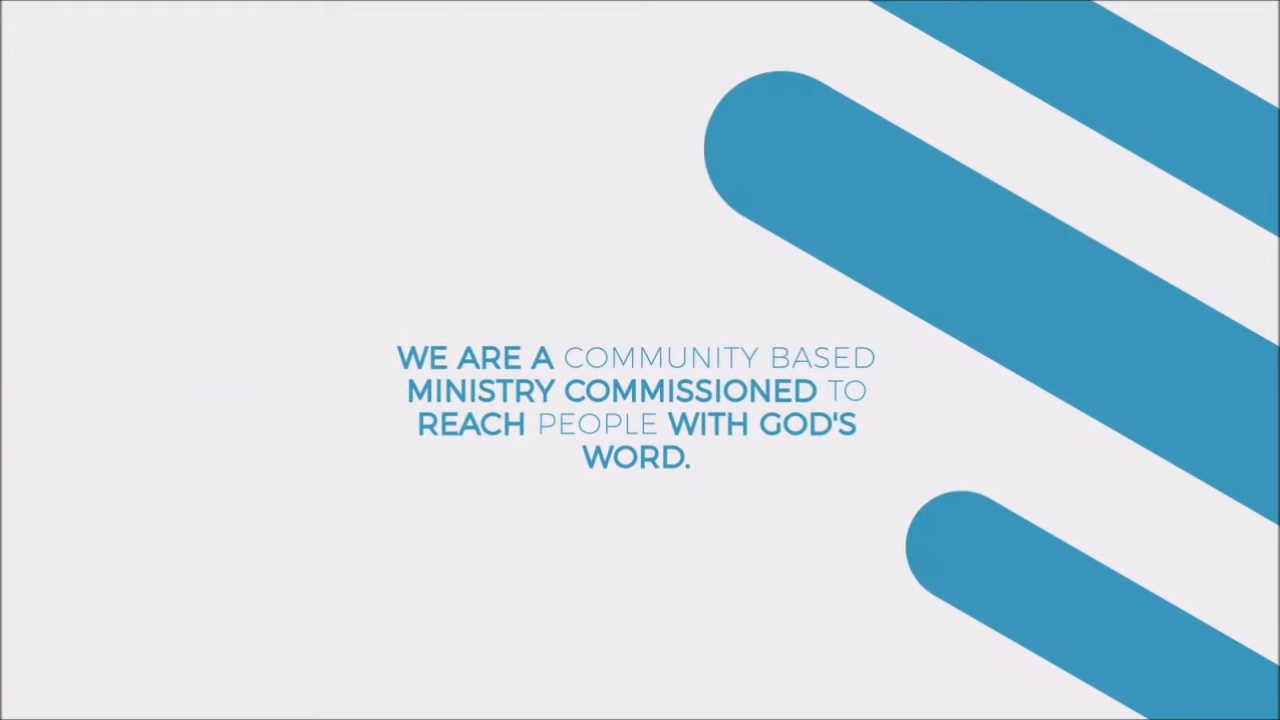 WE ARE A COMMUNITY BASED
MINISTRY COMMISSIONED TO
REACH PEOPLE WITH GOD'S
WORD.